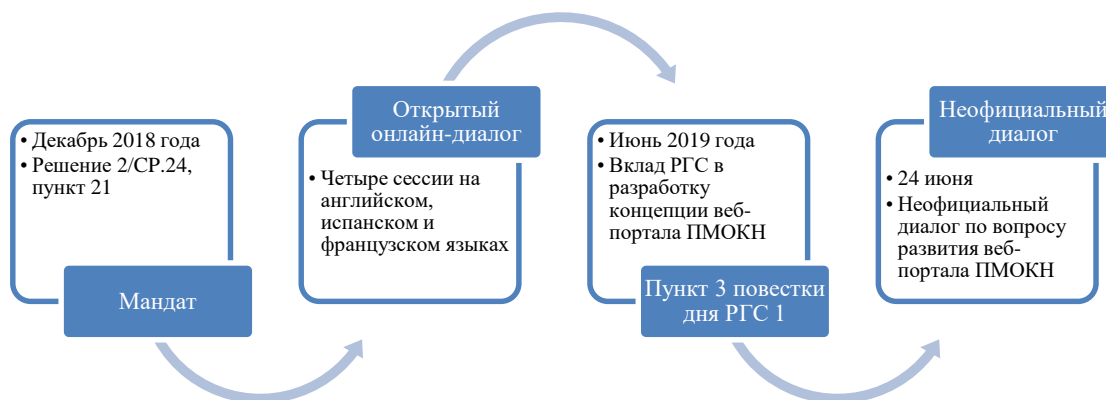 • Декабрь 2018 года
• Решение 2/CP.24,
пункт 21
Мандат
Открытый
онлайн-диалог
• Четыре сессии на
английском,
испанском и
французском языках
• Июнь 2019 года
• Вклад РГС в
разработку
концепции веб-
портала ПМОКН
Пункт 3 повестки
дня РГС 1
Неофициальный
диалог
• 24 июня
• Неофициальный
диалог по вопросу
развития веб-
портала ПМОКН